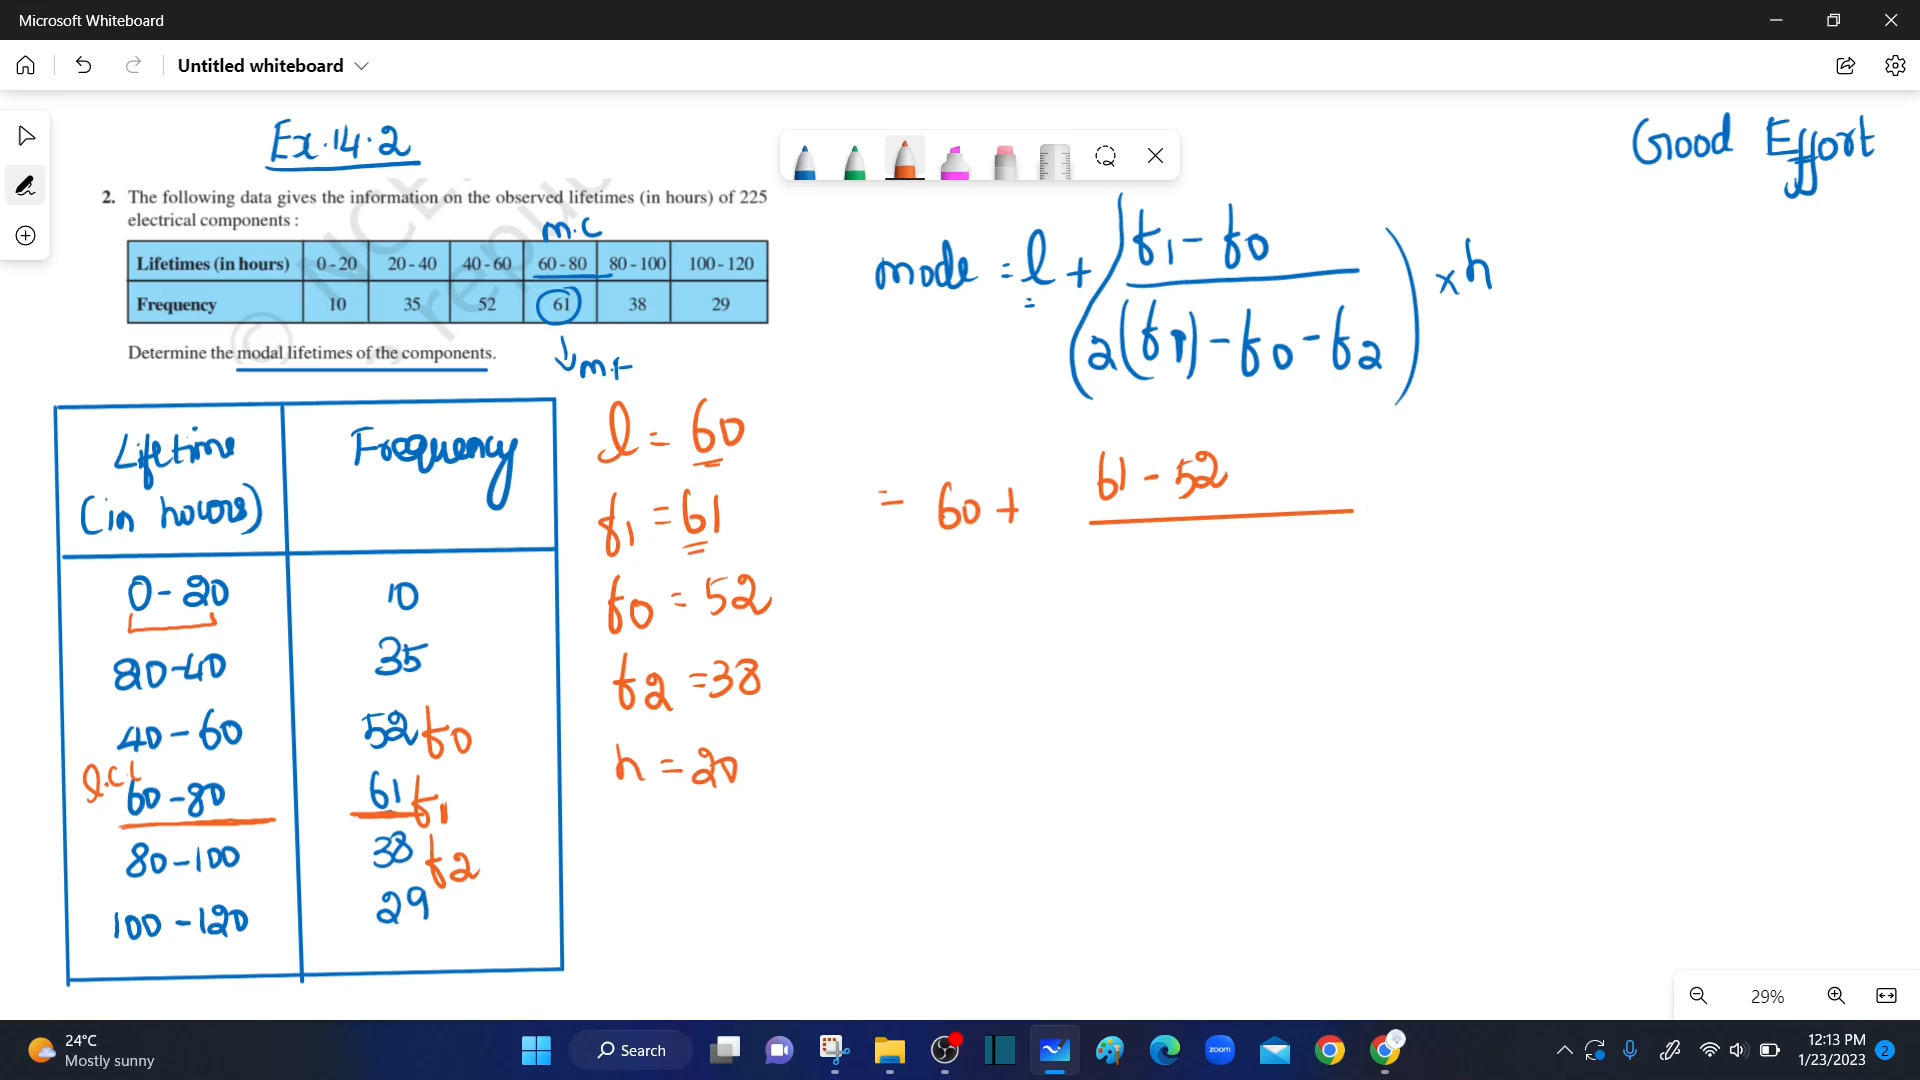 Microsoft Whiteboard
Untitled whiteboard
Ex.14.2
Good Effort
2. The following data gives the information on the observed lifetimes (in hours) of 225
electrical components :
m.c
Lifetimes (in hours) 0-20 20-40 40-60 60-80 80-100 100-120
Frequency 10 35 52 61 38 29
Determine the modal lifetimes of the components.
m.f
mode = l + (f1 - f0 / 2(f1) - f0 - f2) x h
= 60 + 61 - 52
Lifetime
(in hours)
Frequency
0 - 20 10
20-40 35
40-60 52 f0
l.c.l
60-80 61 f1
80-100 38 f2
100-120 29
l = 60
f1 = 61
f0 = 52
f2 = 38
h = 20
29%
24°C
Mostly sunny
Search
zoom
12:13 PM
1/23/2023
2